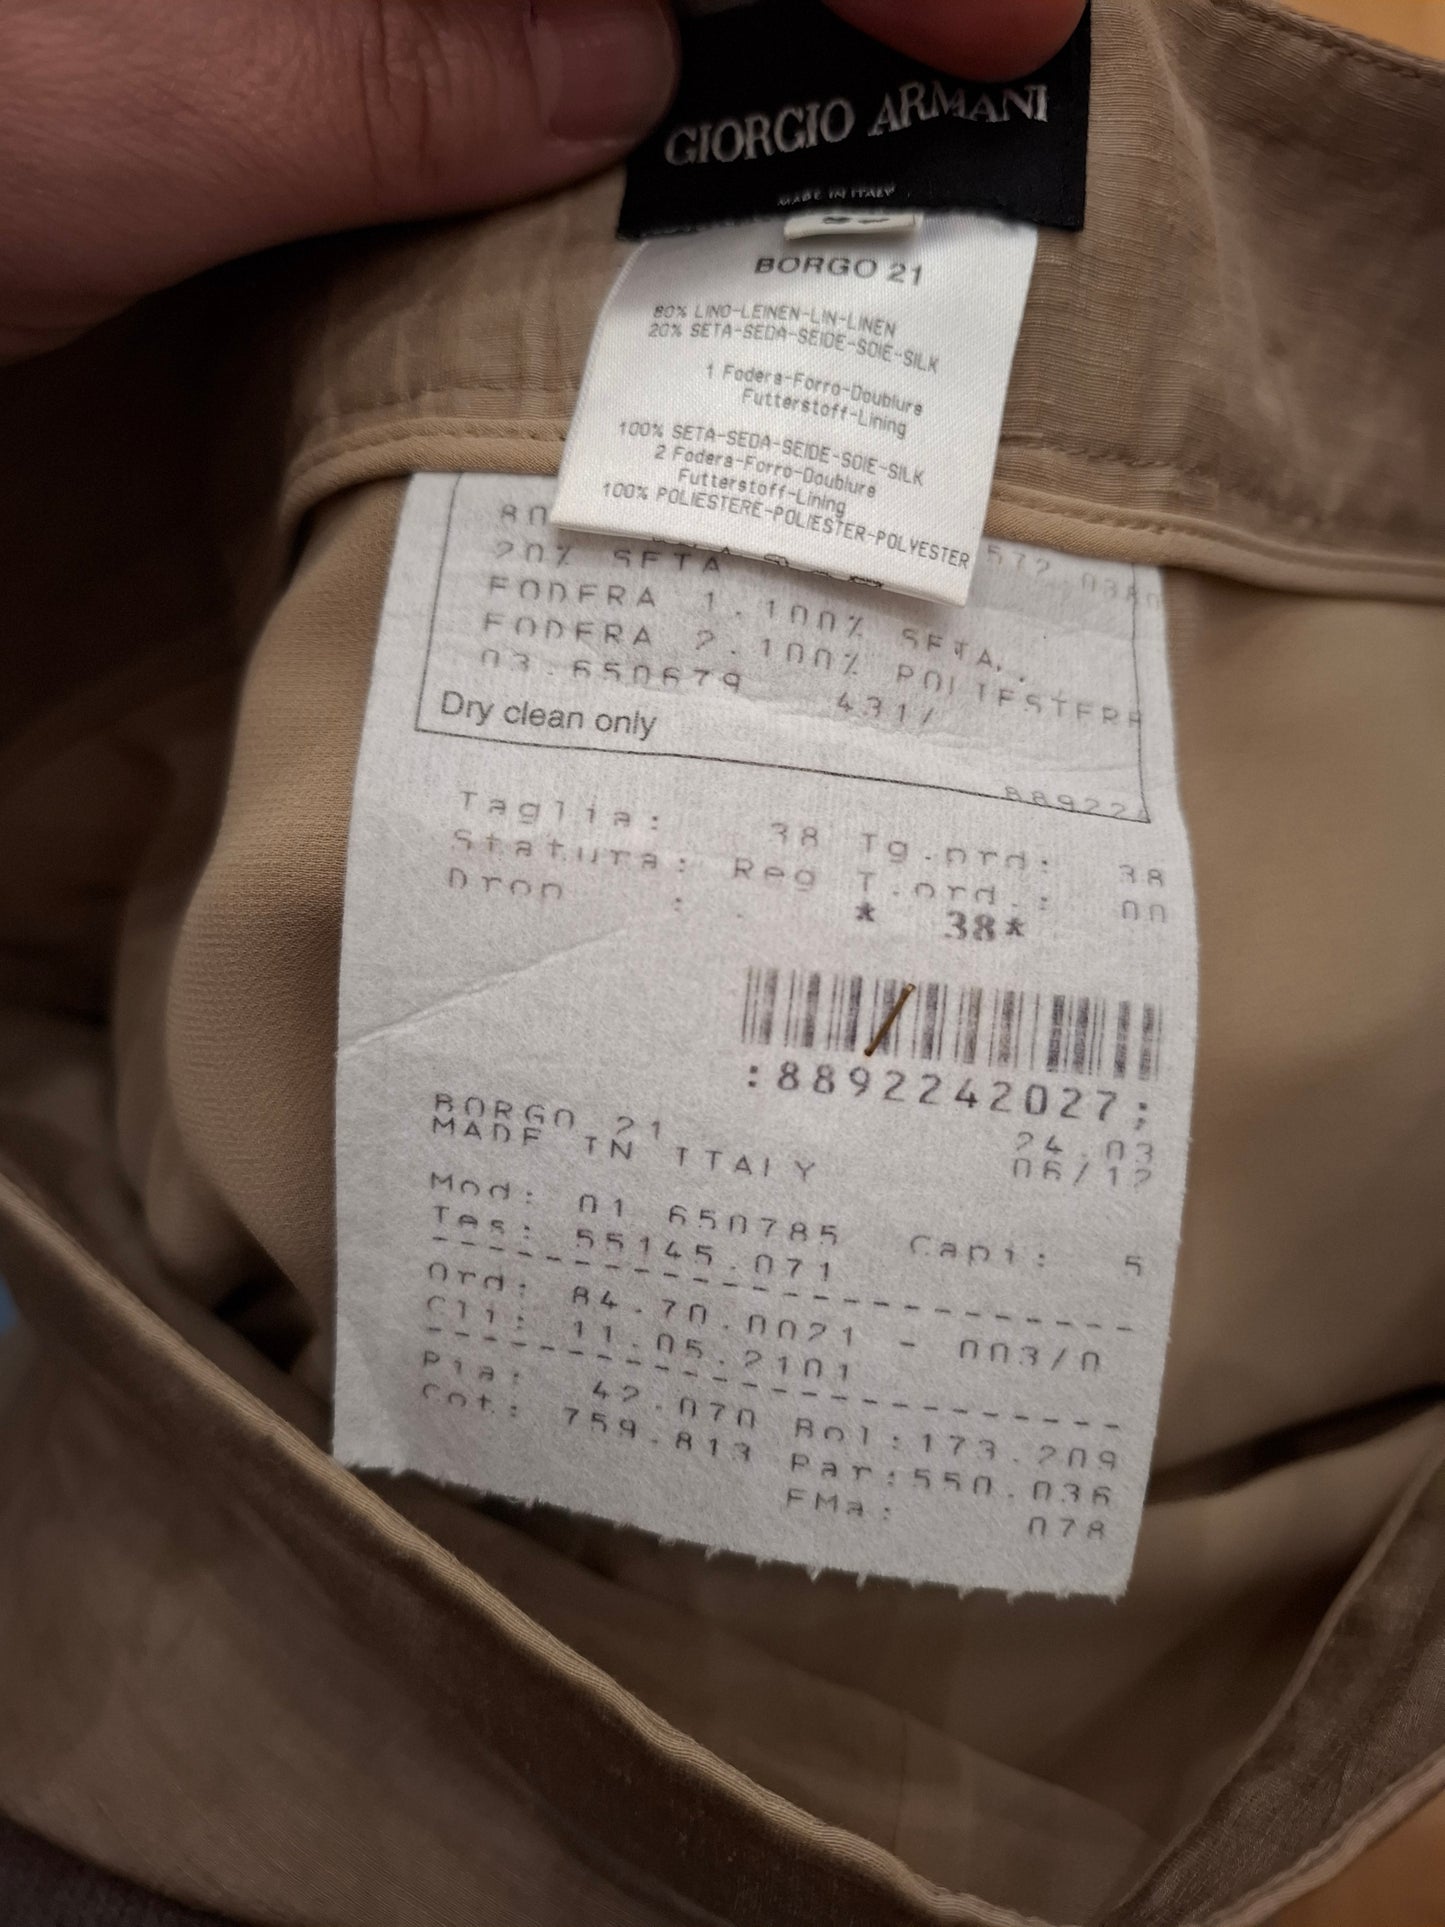 GIORGIO ARMANI
MADE IN ITALY
BORGO 21
80% LINO-LEINEN-LIN-LINEN
20% SETA-SEDA-SEIDE-SOIE-SILK
1 Fodera-Forro-Doublure
Futterstoff-Lining
100% SETA-SEDA-SEIDE-SOIE-SILK
2 Fodera-Forro-Doublure
Futterstoff-Lining
100% POLIESTERE-POLIESTER-POLYESTER
80
20% SETA
FODERA 1.100% SETA,.
FODERA 2.100% POLIESTERE
03.650679 4317
Dry clean only
88922
Taglia: 38 Tg.ord: 38
Statura: Reg T.ord.: 00
Drop : .
* 38*
:8892242027;
24.03
06/12
BORGO 21
MADE IN ITALY
Mod: 01 650785 Capi: 5
Tes: 55145.071
Ord: 84.70.0021 - 003/0
Cli: 11.05.2101
Pia: 42.070 Bol:173.209
Cot: 759.813 Par:550.036
FMa: 078